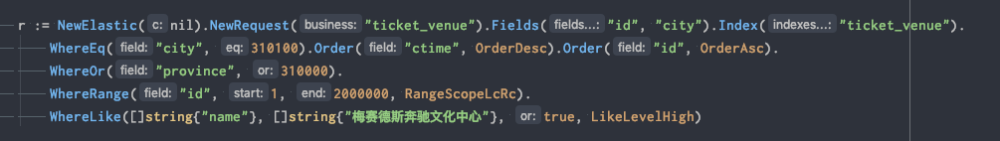 r := NewElastic( c: nil).NewRequest( business: "ticket_venue").Fields( fields...: "id", "city").Index( indexes...: "ticket_venue").
WhereEq( field: "city", eq: 310100).Order( field: "ctime", OrderDesc).Order( field: "id", OrderAsc).
WhereOr( field: "province", or: 310000).
WhereRange( field: "id", start: 1, end: 2000000, RangeScopeLcRc).
WhereLike([]string{"name"}, []string{"梅赛德斯奔驰文化中心"}, or: true, LikeLevelHigh)